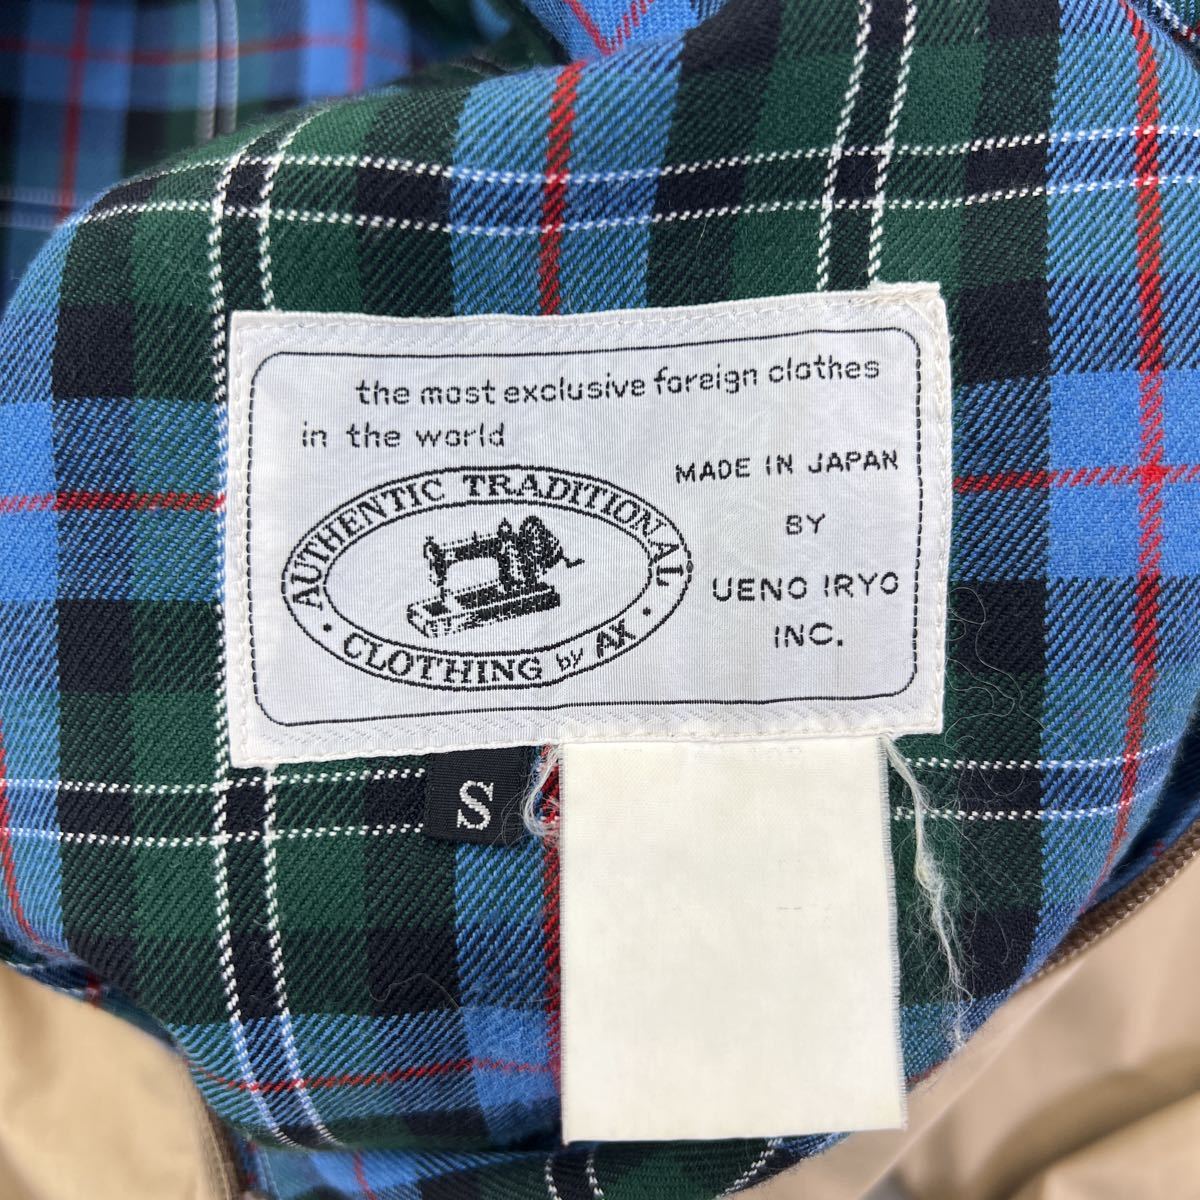 the most exclusive foreign clothes
in the world
AUTHENTIC TRADITIONAL
· CLOTHING by AX ·
MADE IN JAPAN
BY
UENO IRYO
INC.
S